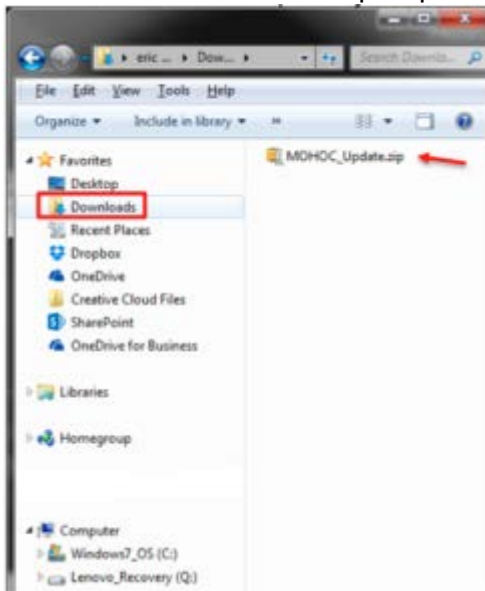 eric ... Dow...
Search Downlo...
File Edit View Tools Help
Organize Include in library
Favorites
MOHOC_Update.zip
Desktop
Downloads
Recent Places
Dropbox
OneDrive
Creative Cloud Files
SharePoint
OneDrive for Business
Libraries
Homegroup
Computer
Windows7_OS (C:)
Lenovo_Recovery (Q:)